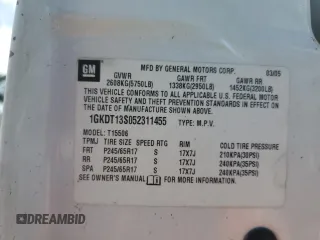 GM
MFD BY GENERAL MOTORS CORP. 03/05
GVWR GAWR FRT GAWR RR
2608KG(5750LB) 1338KG(2950LB) 1452KG(3200LB)
THIS VEHICLE CONFORMS TO ALL APPLICABLE U.S. FEDERAL MOTOR
VEHICLE SAFETY AND THEFT PREVENTION
STANDARDS IN EFFECT ON THE DATE OF
MANUFACTURE SHOWN ABOVE.
1GKDT13S052311455 TYPE: M.P.V.
MODEL: T15506
TPMJ TIRE SIZE SPEED RTG RIM COLD TIRE PRESSURE
FRT P245/65R17 S 17X7J 210KPA(30PSI)
RR P245/65R17 S 17X7J 240KPA(35PSI)
SPA P245/65R17 S 17X7J 240KPA(35PSI)
SEE OWNER'S MANUAL FOR MORE INFORMATION